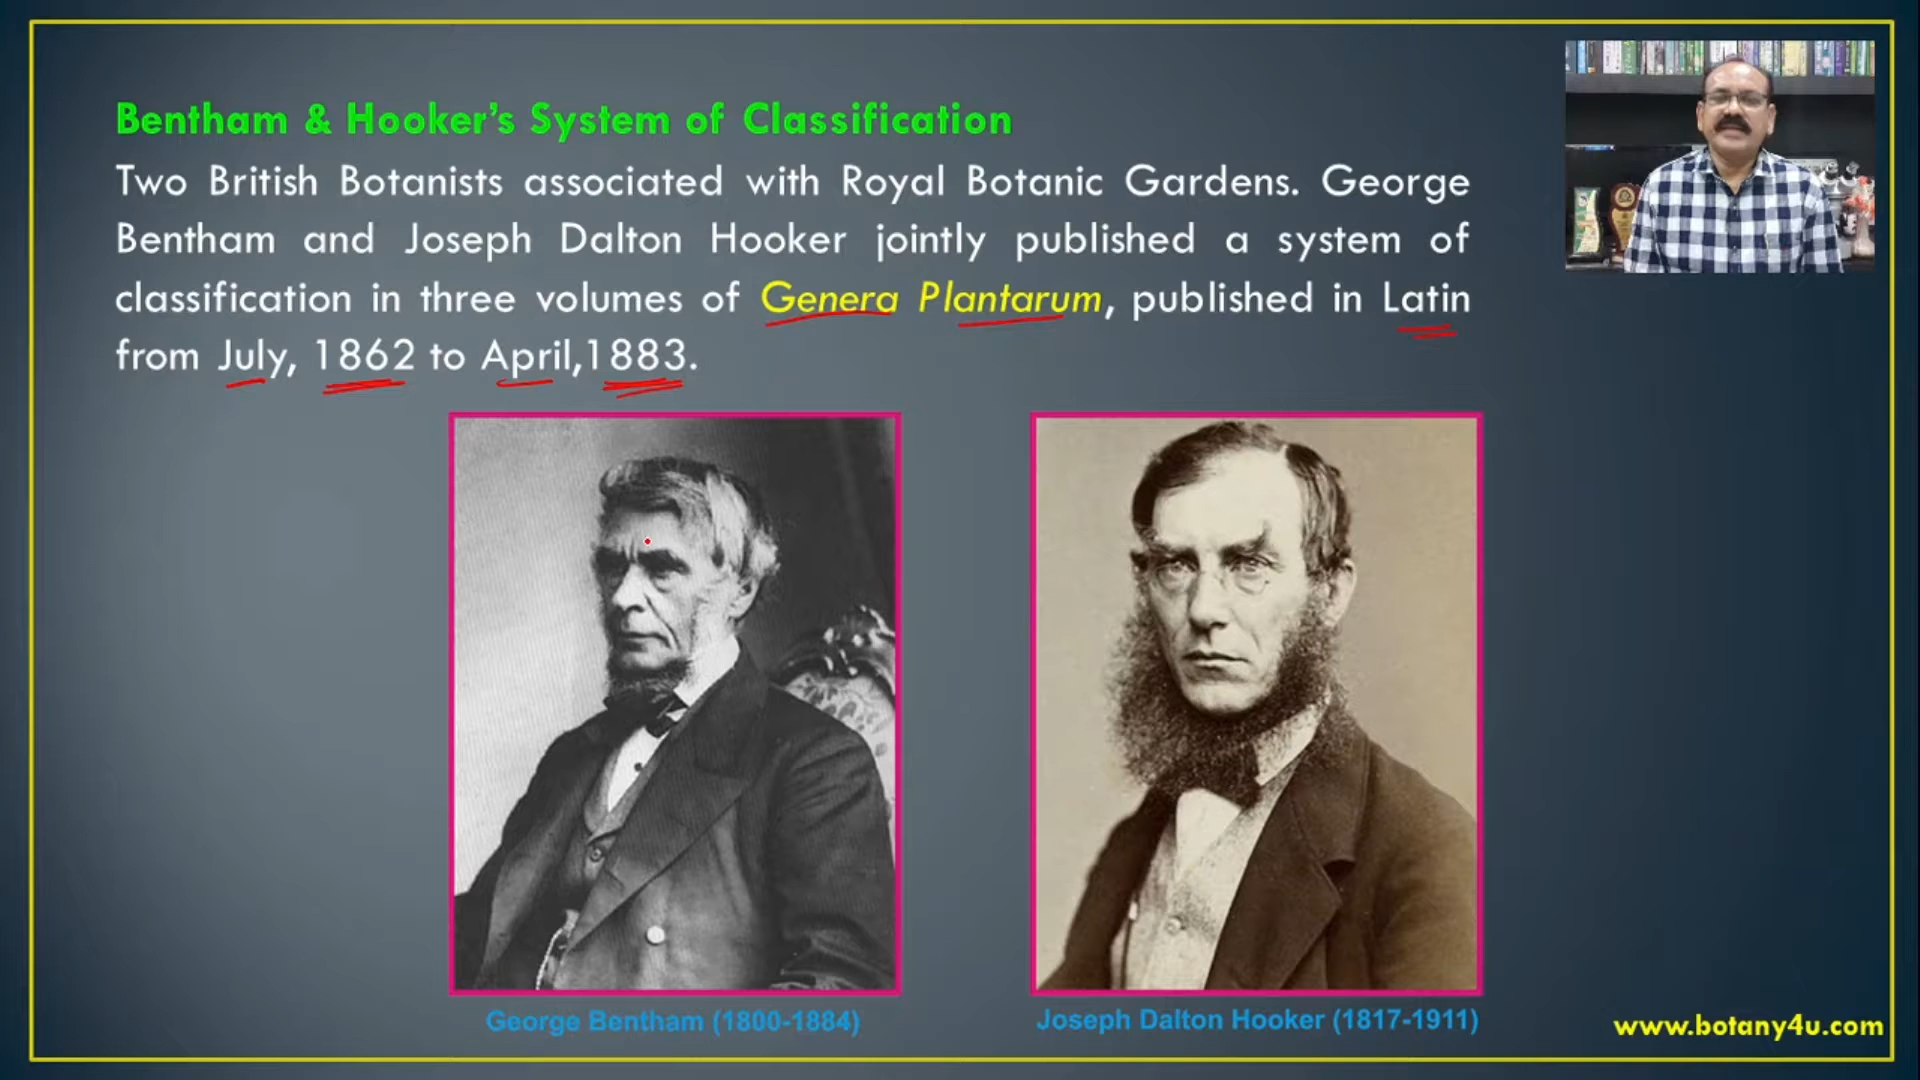 Bentham & Hooker's System of Classification
Two British Botanists associated with Royal Botanic Gardens. George
Bentham and Joseph Dalton Hooker jointly published a system of
classification in three volumes of Genera Plantarum, published in Latin
from July, 1862 to April,1883.
George Bentham (1800-1884)
Joseph Dalton Hooker (1817-1911)
www.botany4u.com